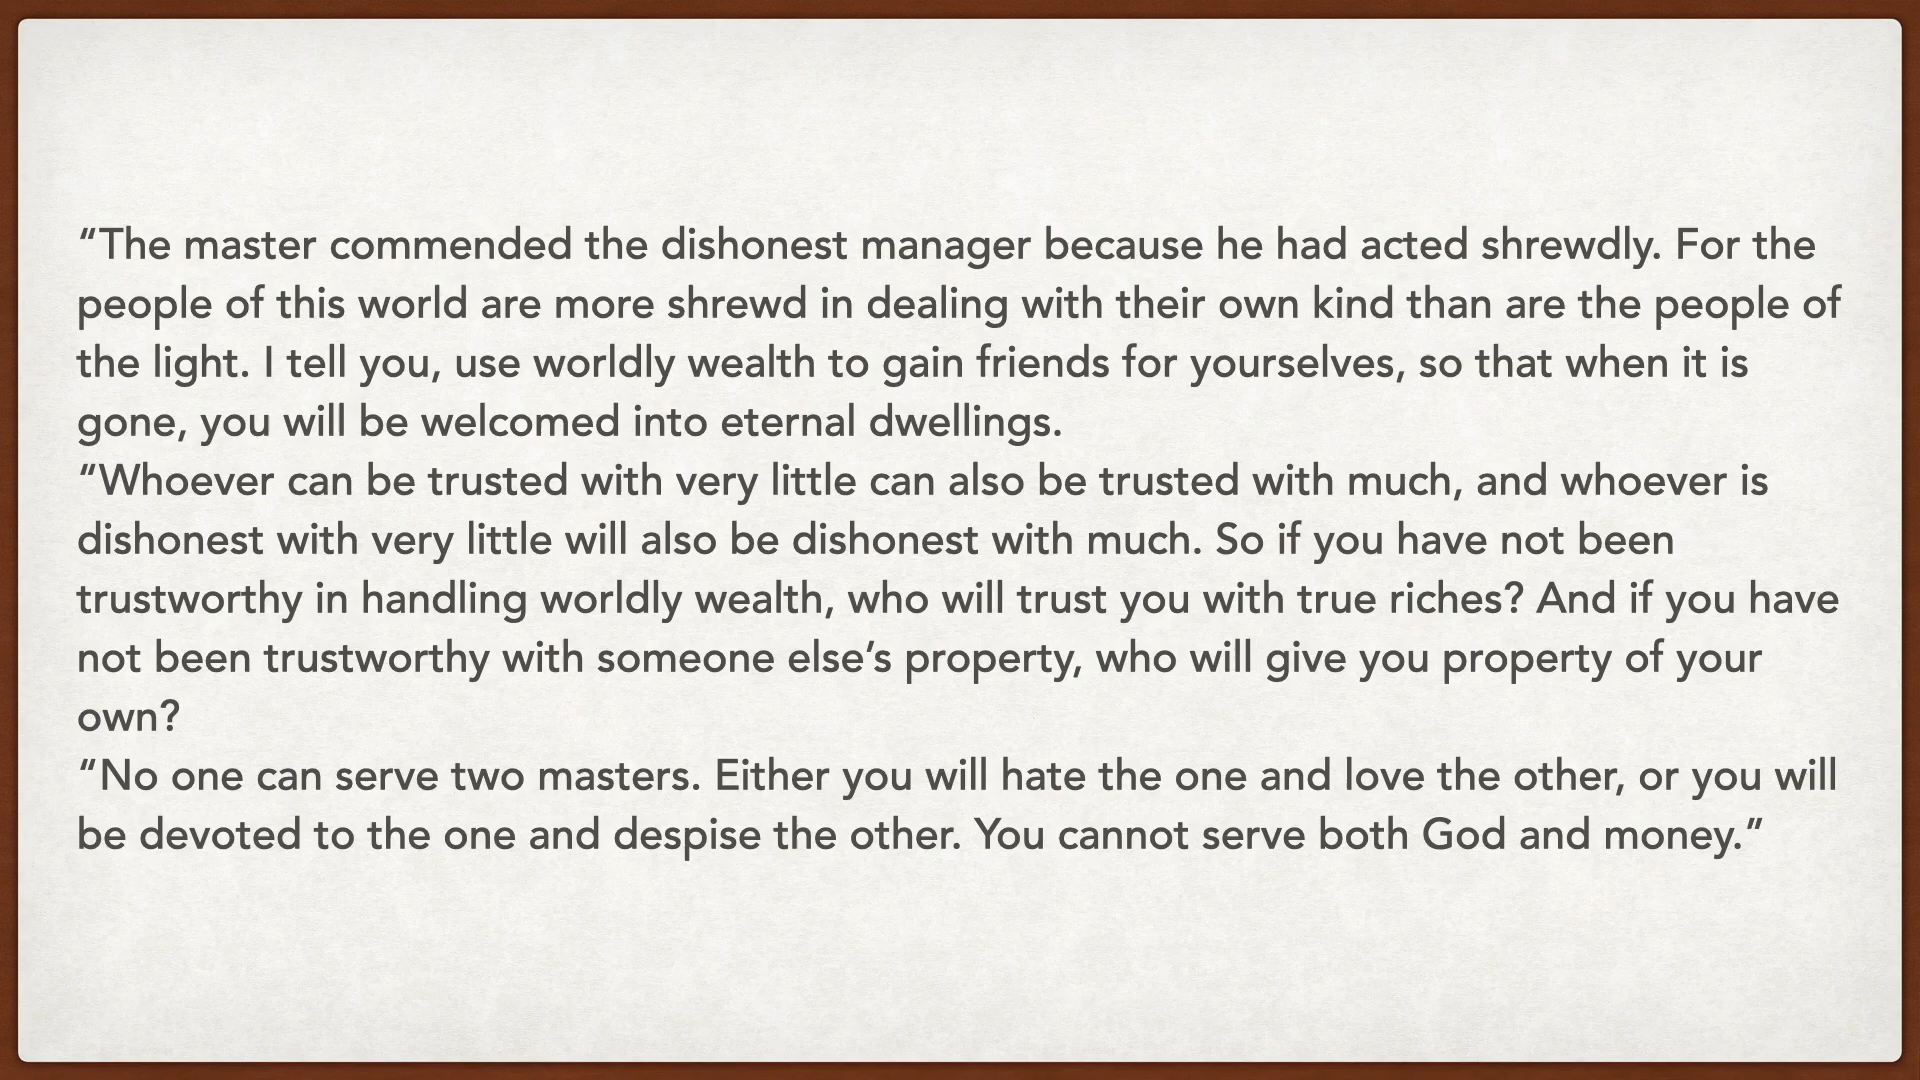 “The master commended the dishonest manager because he had acted shrewdly. For the
people of this world are more shrewd in dealing with their own kind than are the people of
the light. I tell you, use worldly wealth to gain friends for yourselves, so that when it is
gone, you will be welcomed into eternal dwellings.
“Whoever can be trusted with very little can also be trusted with much, and whoever is
dishonest with very little will also be dishonest with much. So if you have not been
trustworthy in handling worldly wealth, who will trust you with true riches? And if you have
not been trustworthy with someone else’s property, who will give you property of your
own?
“No one can serve two masters. Either you will hate the one and love the other, or you will
be devoted to the one and despise the other. You cannot serve both God and money.”